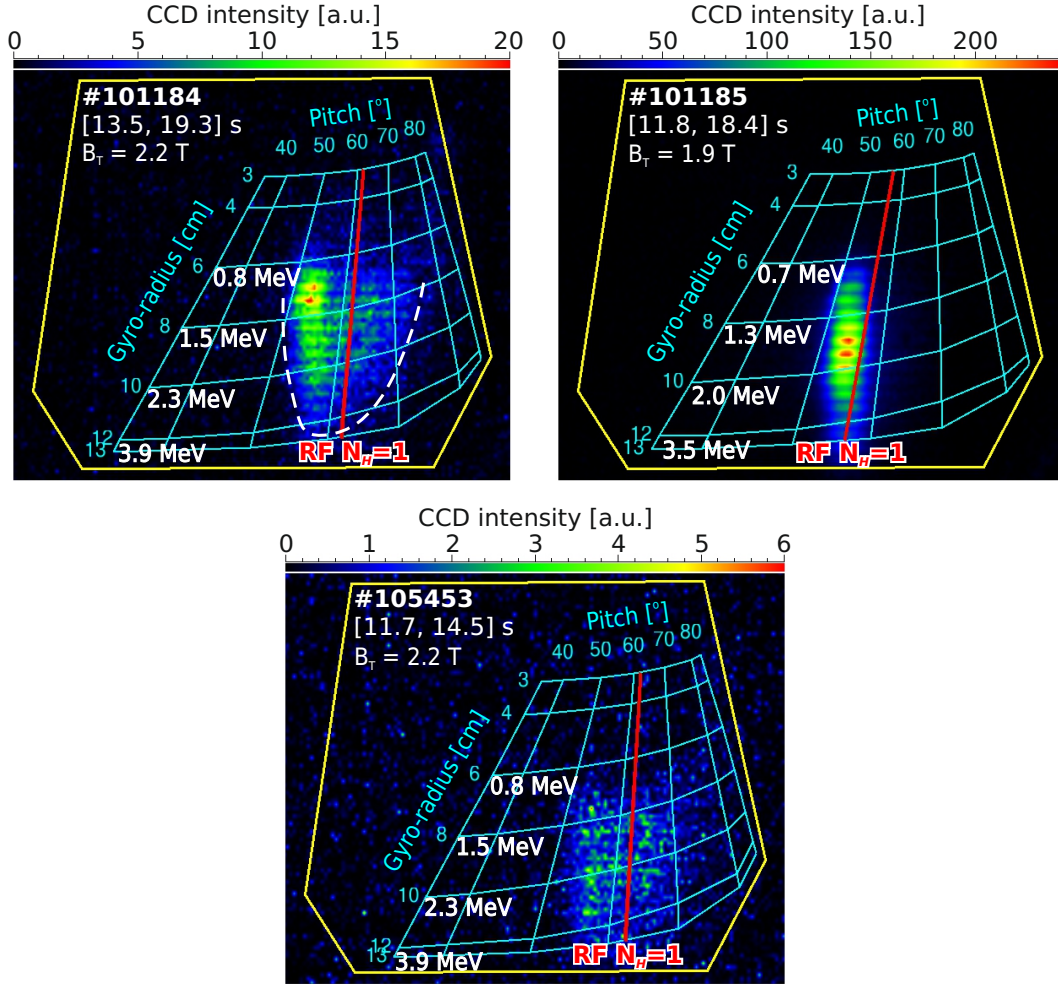 CCD intensity [a.u.]
0 5 10 15 20
#101184
[13.5, 19.3] s
B_T = 2.2 T
Pitch [°]
40 50 60 70 80
Gyro-radius [cm]
3
4
6
8
10
12
13
0.8 MeV
1.5 MeV
2.3 MeV
3.9 MeV
RF N_H=1
CCD intensity [a.u.]
0 50 100 150 200
#101185
[11.8, 18.4] s
B_T = 1.9 T
Pitch [°]
40 50 60 70 80
Gyro-radius [cm]
3
4
6
8
10
12
13
0.7 MeV
1.3 MeV
2.0 MeV
3.5 MeV
RF N_H=1
CCD intensity [a.u.]
0 1 2 3 4 5 6
#105453
[11.7, 14.5] s
B_T = 2.2 T
Pitch [°]
40 50 60 70 80
Gyro-radius [cm]
3
4
6
8
10
12
13
0.8 MeV
1.5 MeV
2.3 MeV
3.9 MeV
RF N_H=1